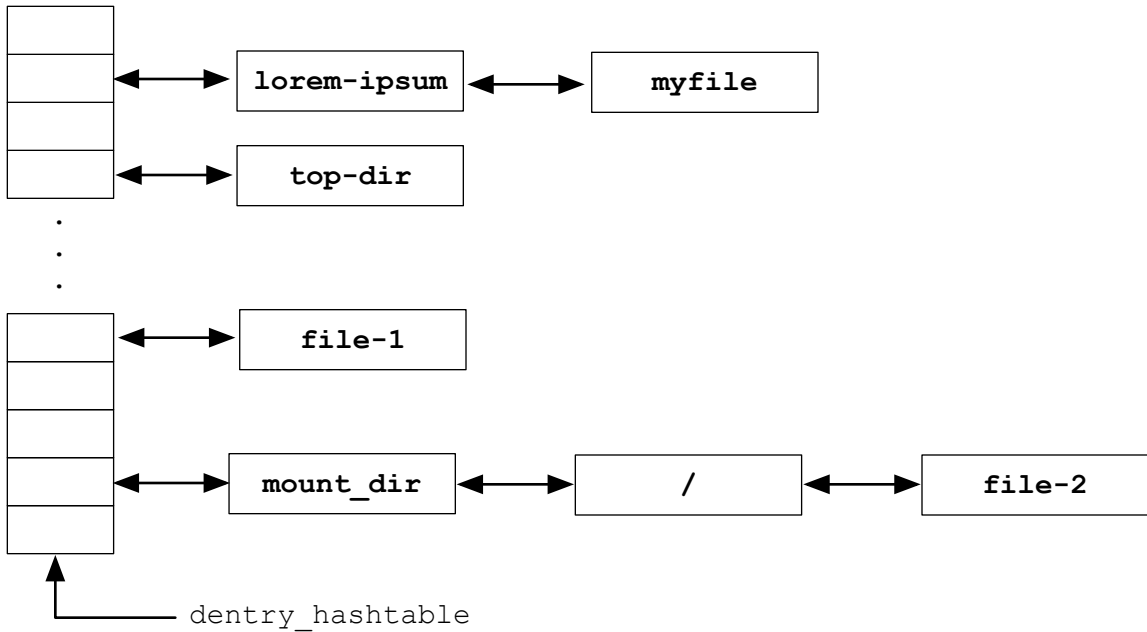 lorem-ipsum myfile
top-dir
.
.
.
file-1
mount_dir / file-2
dentry_hashtable